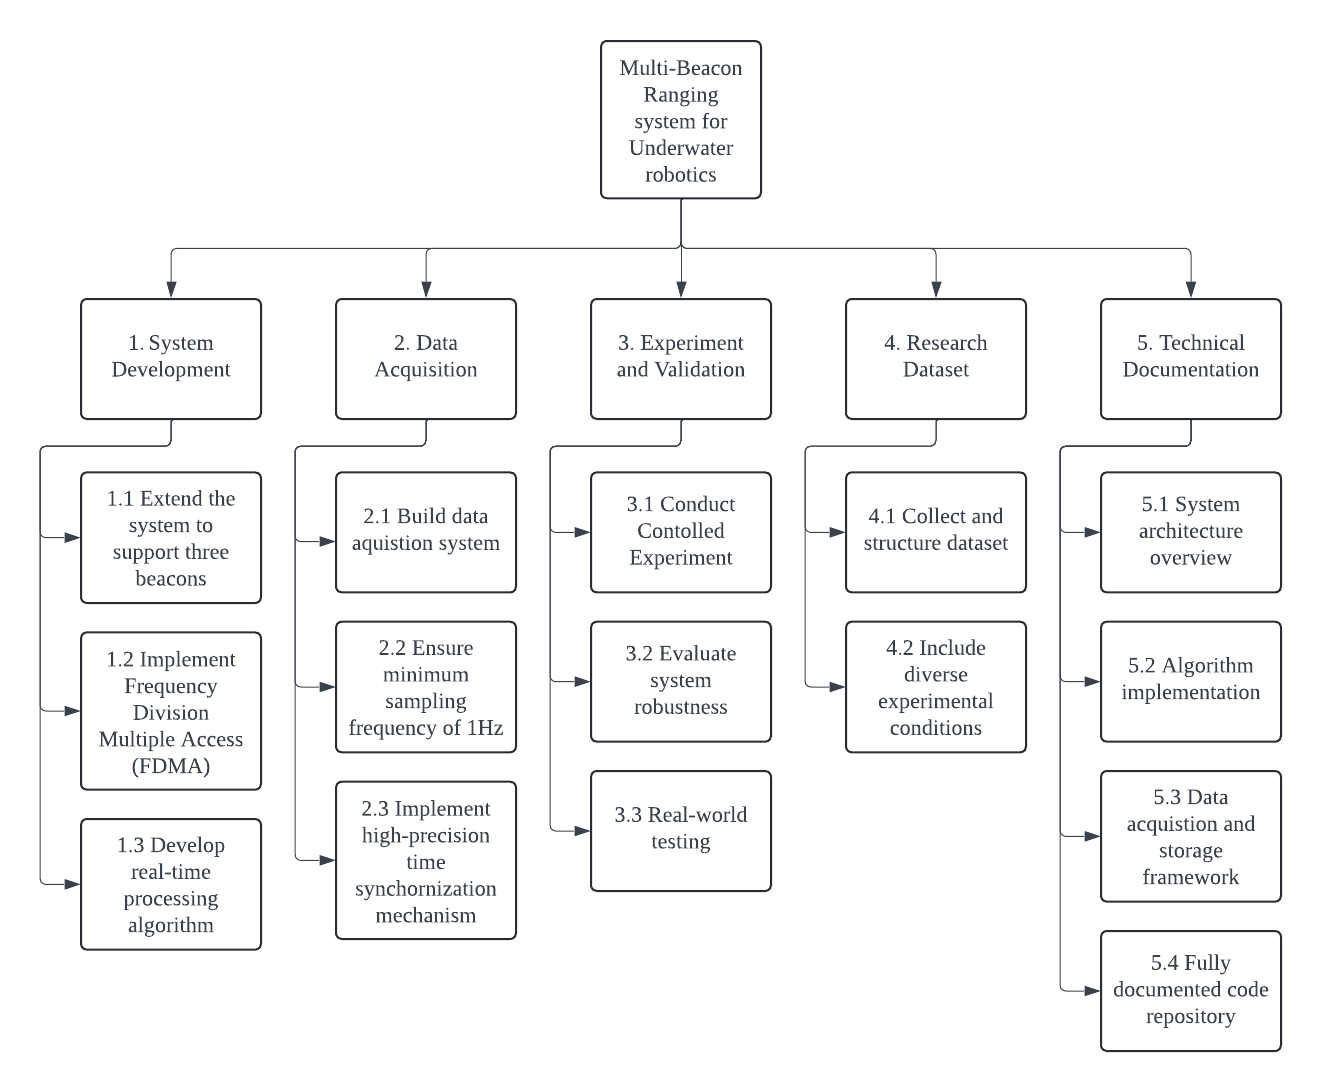 Multi-Beacon
Ranging
system for
Underwater
robotics
1. System
Development
2. Data
Acquisition
3. Experiment
and Validation
4. Research
Dataset
5. Technical
Documentation
1.1 Extend the
system to
support three
beacons
1.2 Implement
Frequency
Division
Multiple Access
(FDMA)
1.3 Develop
real-time
processing
algorithm
2.1 Build data
aquistion system
2.2 Ensure
minimum
sampling
frequency of 1Hz
2.3 Implement
high-precision
time
synchornization
mechanism
3.1 Conduct
Contolled
Experiment
3.2 Evaluate
system
robustness
3.3 Real-world
testing
4.1 Collect and
structure dataset
4.2 Include
diverse
experimental
conditions
5.1 System
architecture
overview
5.2 Algorithm
implementation
5.3 Data
acquistion and
storage
framework
5.4 Fully
documented code
repository